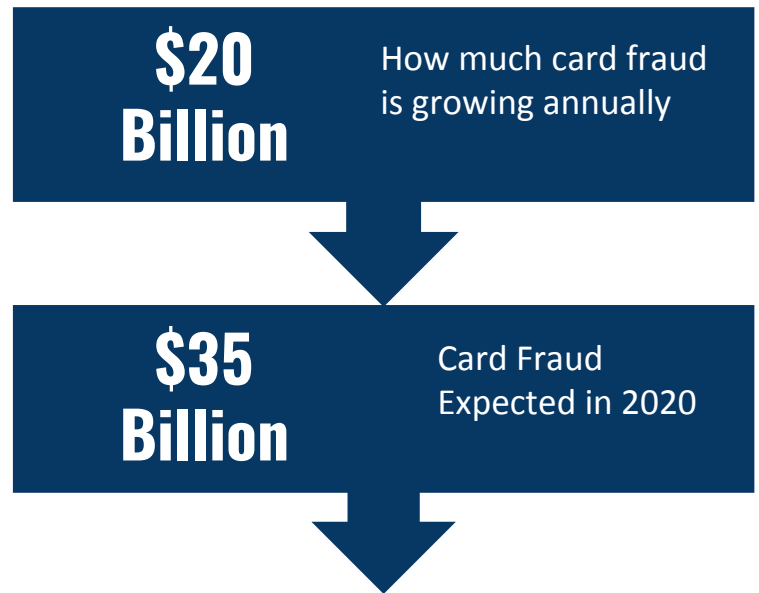 $20
Billion
How much card fraud
is growing annually
$35
Billion
Card Fraud
Expected in 2020